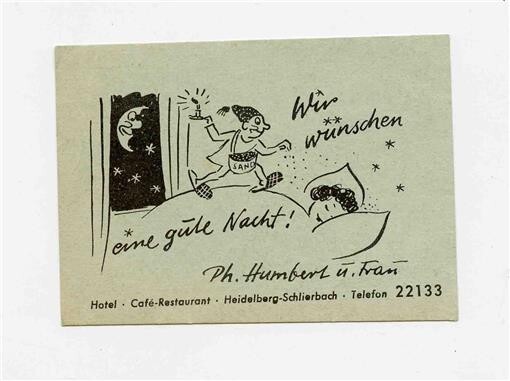 Wir
wünschen
SAND
eine gute Nacht!
Ph. Humbert u. Frau
Hotel · Café-Restaurant · Heidelberg-Schlierbach · Telefon 22133